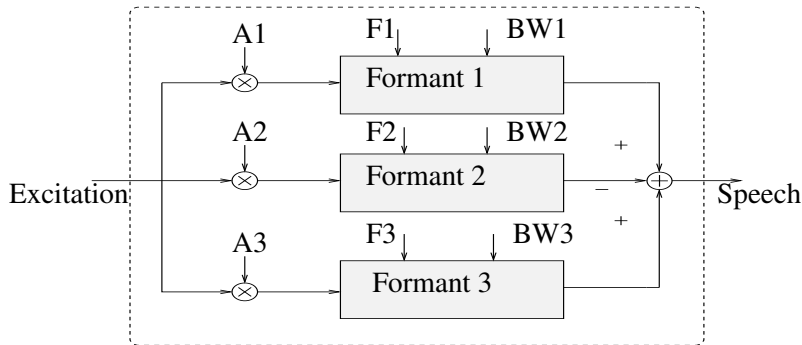 A1
F1 BW1
Formant 1
A2
F2 BW2
+
Formant 2
Excitation
−
+
Speech
+
A3
F3 BW3
Formant 3